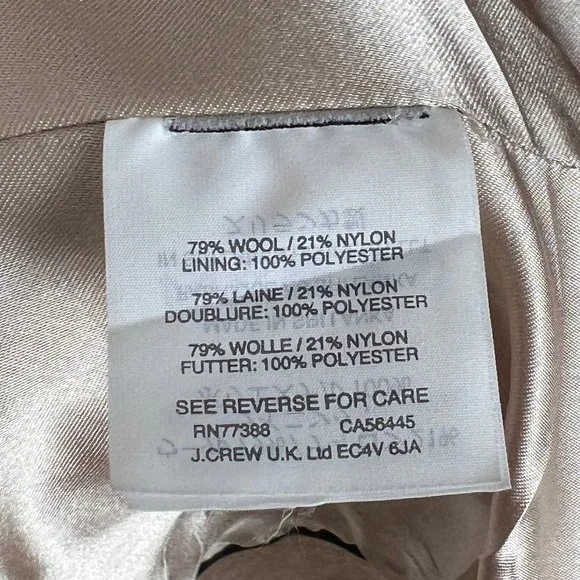 79% WOOL / 21% NYLON
LINING: 100% POLYESTER
79% LAINE / 21% NYLON
DOUBLURE: 100% POLYESTER
79% WOLLE / 21% NYLON
FUTTER: 100% POLYESTER
SEE REVERSE FOR CARE
RN77388 CA56445
J.CREW U.K. Ltd EC4V 6JA